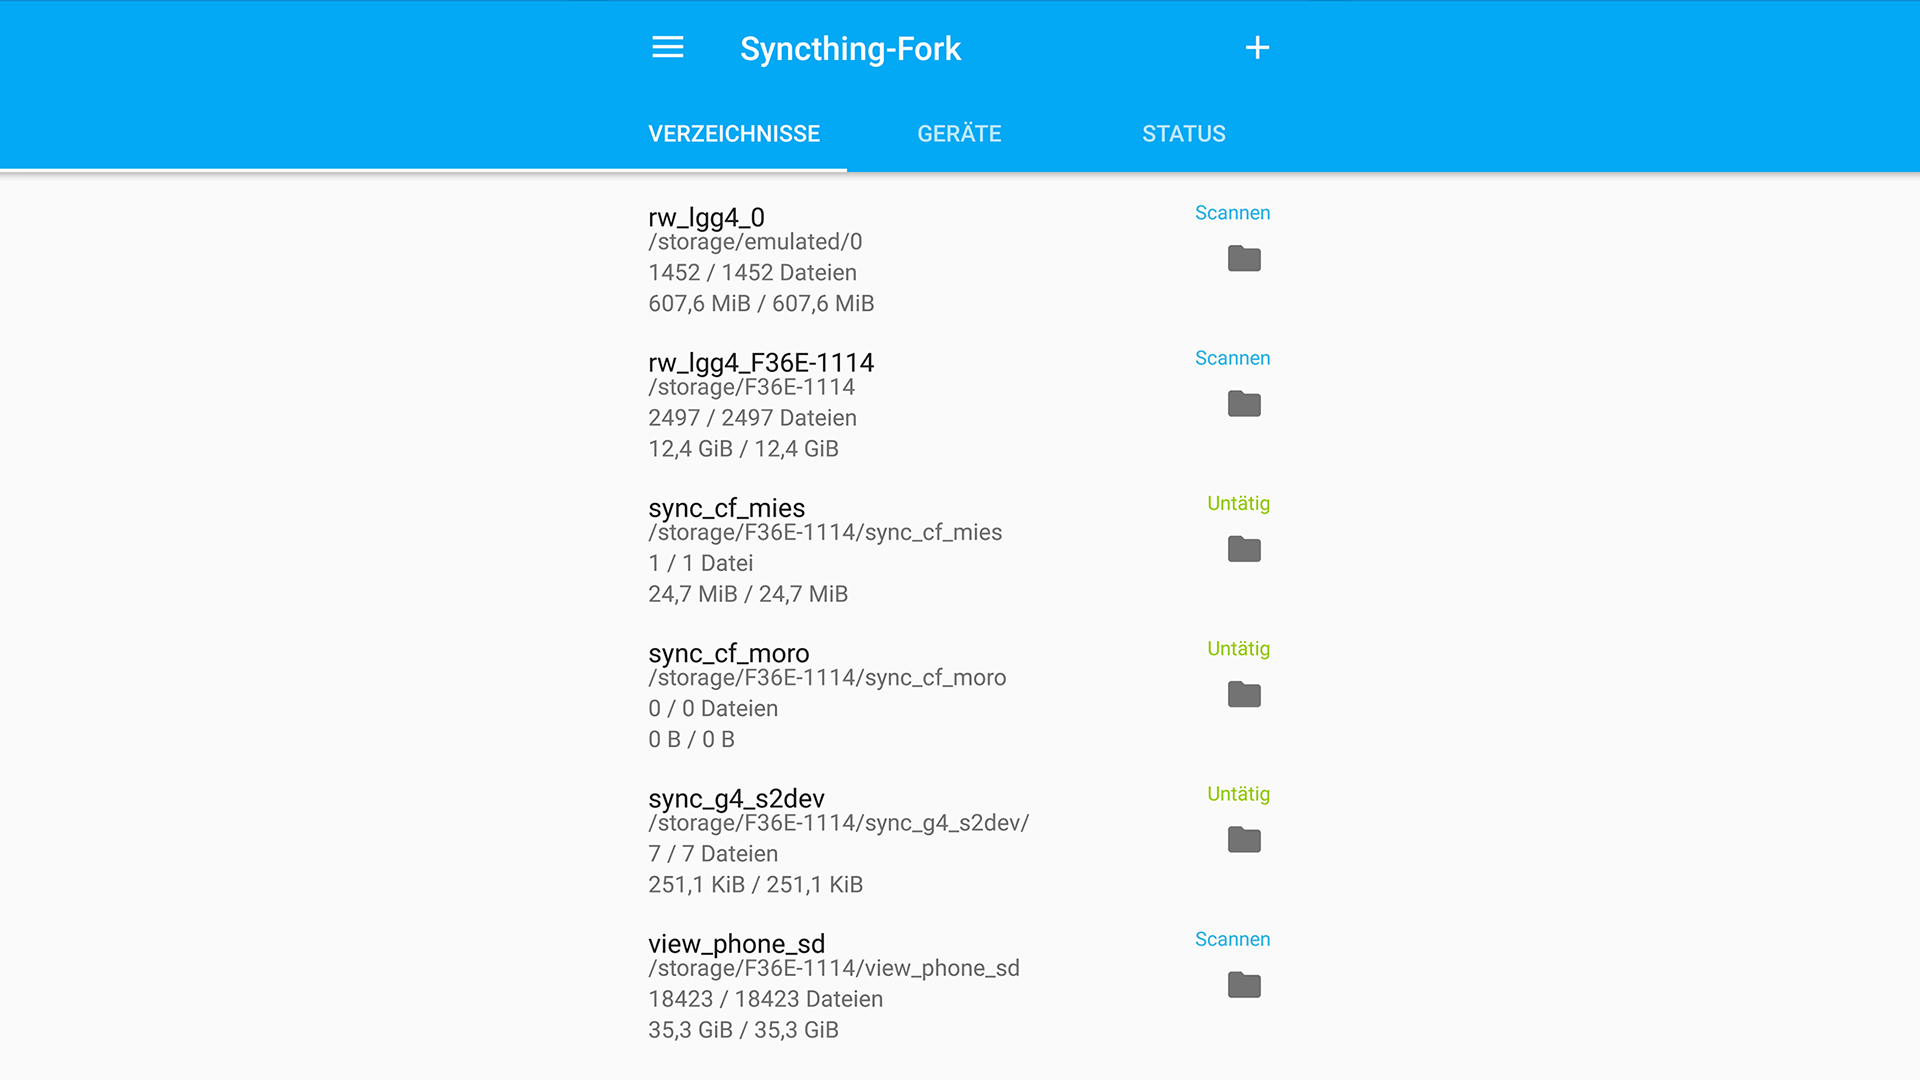 Syncthing-Fork
VERZEICHNISSE GERÄTE STATUS
rw_lgg4_0 Scannen
/storage/emulated/0
1452 / 1452 Dateien
607,6 MiB / 607,6 MiB
rw_lgg4_F36E-1114 Scannen
/storage/F36E-1114
2497 / 2497 Dateien
12,4 GiB / 12,4 GiB
sync_cf_mies Untätig
/storage/F36E-1114/sync_cf_mies
1 / 1 Datei
24,7 MiB / 24,7 MiB
sync_cf_moro Untätig
/storage/F36E-1114/sync_cf_moro
0 / 0 Dateien
0 B / 0 B
sync_g4_s2dev Untätig
/storage/F36E-1114/sync_g4_s2dev/
7 / 7 Dateien
251,1 KiB / 251,1 KiB
view_phone_sd Scannen
/storage/F36E-1114/view_phone_sd
18423 / 18423 Dateien
35,3 GiB / 35,3 GiB